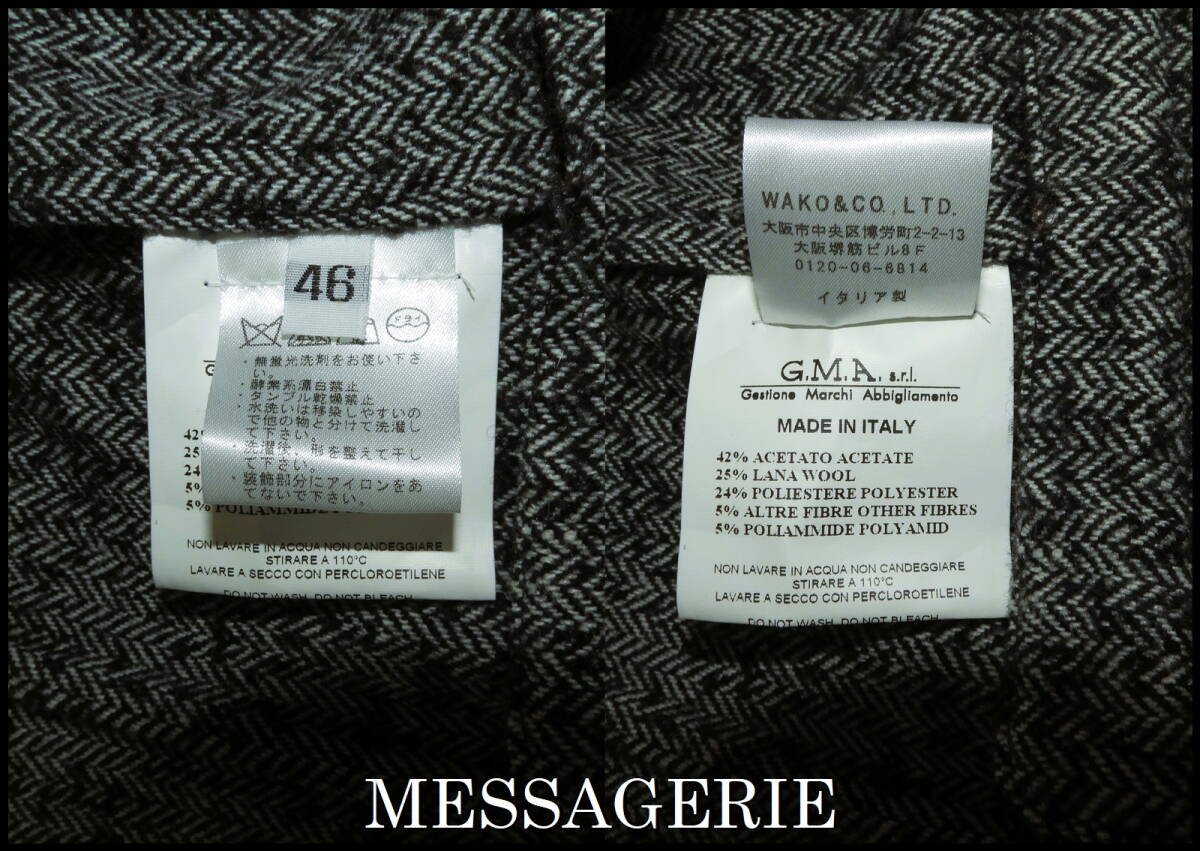 46
ドライ
・無蛍光洗剤をお使い下さ
い。
・酵素系漂白禁止
・タンブル乾燥禁止
・水洗いは移染しやすいの
で他の物と分けて洗濯し
て下さい。
・洗濯後、形を整えて干し
て下さい。
・装飾部分にアイロンをあ
てないで下さい。
G
42%
25
24
5%
5% POLIAMMIDE
NON LAVARE IN ACQUA NON CANDEGGIARE
STIRARE A 110°C
LAVARE A SECCO CON PERCLOROETILENE
DO NOT WASH, DO NOT BLEACH
WAKO&CO.,LTD.
大阪市中央区博労町2-2-13
大阪堺筋ビル8F
0120-06-6814
イタリア製
G.M.A. s.r.l.
Gestione Marchi Abbigliamento
MADE IN ITALY
42% ACETATO ACETATE
25% LANA WOOL
24% POLIESTERE POLYESTER
5% ALTRE FIBRE OTHER FIBRES
5% POLIAMMIDE POLYAMID
NON LAVARE IN ACQUA NON CANDEGGIARE
STIRARE A 110°C
LAVARE A SECCO CON PERCLOROETILENE
DO NOT WASH, DO NOT BLEACH
MESSAGERIE